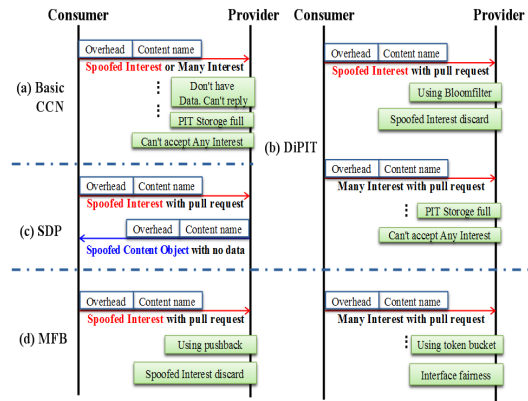 Consumer
Provider
Overhead
Content name
Spoofed Interest or Many Interest
(a) Basic
CCN
Don't have
Data. Can't reply
PIT Storoge full
Can't accept Any Interest
Overhead
Content name
Spoofed Interest with pull request
(c) SDP
Overhead
Content name
Spoofed Content Object with no data
Overhead
Content name
Spoofed Interest with pull request
(d) MFB
Using pushback
Spoofed Interest discard
Consumer
Provider
Overhead
Content name
Spoofed Interest with pull request
Using Bloomfilter
Spoofed Interest discard
(b) DiPIT
Overhead
Content name
Many Interest with pull request
PIT Storoge full
Can't accept Any Interest
Overhead
Content name
Many Interest with pull request
Using token bucket
Interface fairness